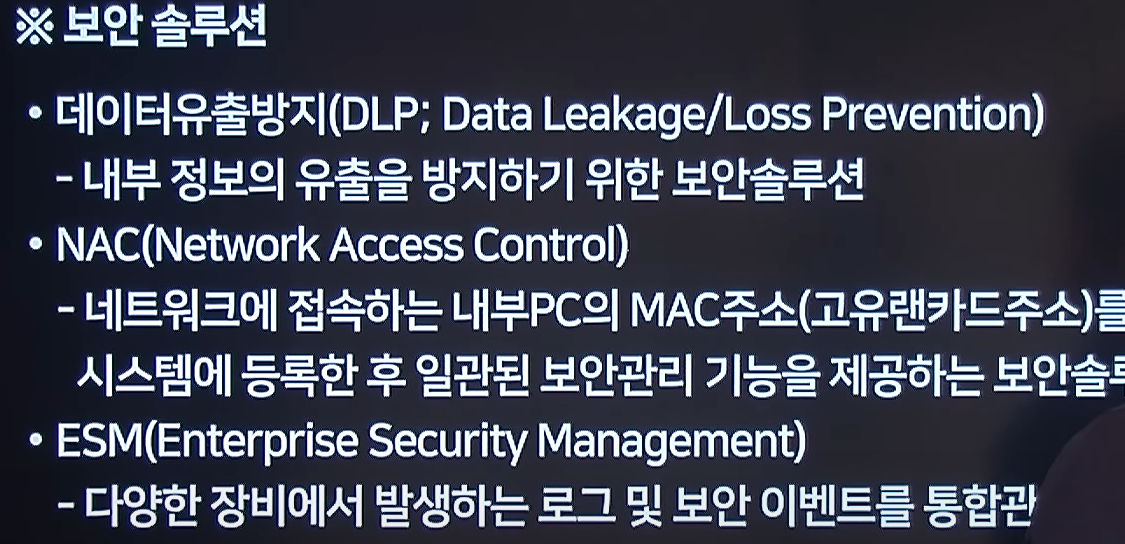 ※ 보안 솔루션
• 데이터유출방지(DLP; Data Leakage/Loss Prevention)
- 내부 정보의 유출을 방지하기 위한 보안솔루션
• NAC(Network Access Control)
- 네트워크에 접속하는 내부PC의 MAC주소(고유랜카드주소)를
시스템에 등록한 후 일관된 보안관리 기능을 제공하는 보안솔루
• ESM(Enterprise Security Management)
- 다양한 장비에서 발생하는 로그 및 보안 이벤트를 통합관